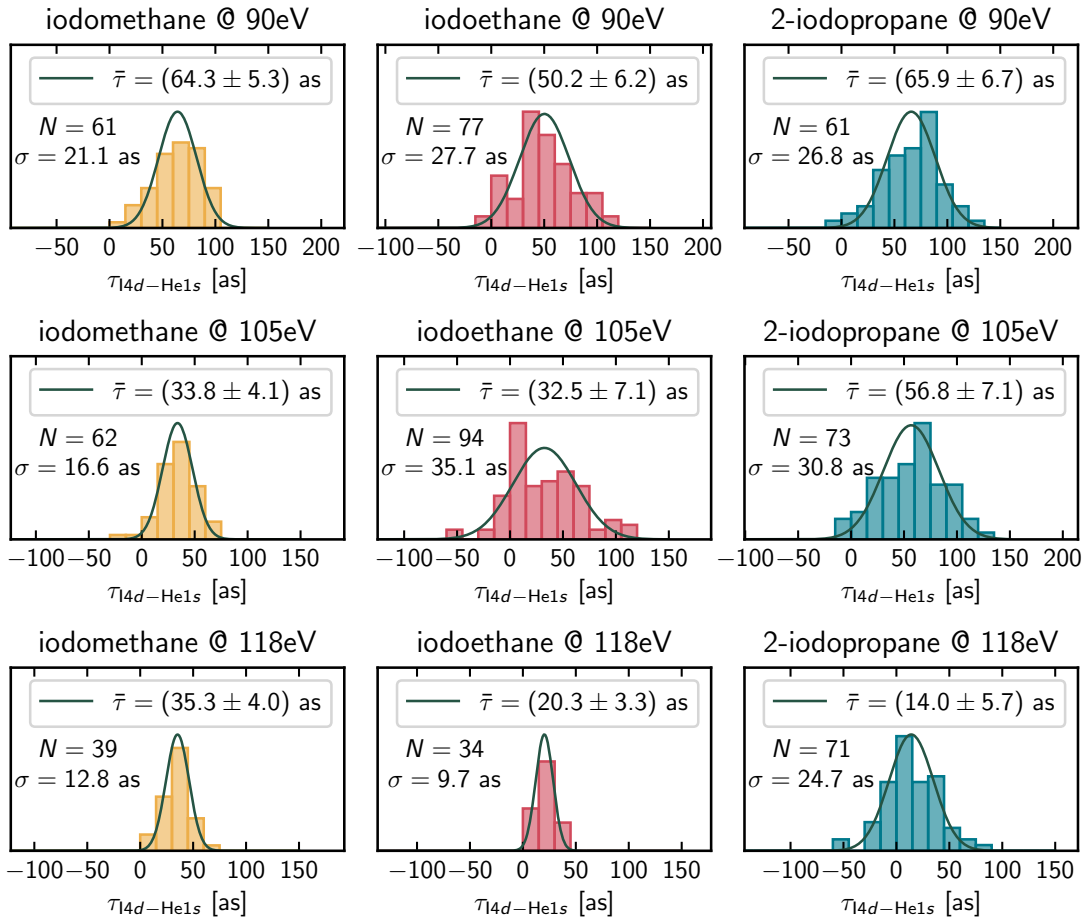 iodomethane @ 90eV
τ̄ = (64.3 ± 5.3) as
N = 61
σ = 21.1 as
−50 0 50 100 150 200
τI4d−He1s [as]
iodoethane @ 90eV
τ̄ = (50.2 ± 6.2) as
N = 77
σ = 27.7 as
−100 −50 0 50 100 150 200
τI4d−He1s [as]
2-iodopropane @ 90eV
τ̄ = (65.9 ± 6.7) as
N = 61
σ = 26.8 as
−50 0 50 100 150 200
τI4d−He1s [as]
iodomethane @ 105eV
τ̄ = (33.8 ± 4.1) as
N = 62
σ = 16.6 as
−100 −50 0 50 100 150
τI4d−He1s [as]
iodoethane @ 105eV
τ̄ = (32.5 ± 7.1) as
N = 94
σ = 35.1 as
−100 −50 0 50 100 150
τI4d−He1s [as]
2-iodopropane @ 105eV
τ̄ = (56.8 ± 7.1) as
N = 73
σ = 30.8 as
−100 −50 0 50 100 150 200
τI4d−He1s [as]
iodomethane @ 118eV
τ̄ = (35.3 ± 4.0) as
N = 39
σ = 12.8 as
−100 −50 0 50 100 150
τI4d−He1s [as]
iodoethane @ 118eV
τ̄ = (20.3 ± 3.3) as
N = 34
σ = 9.7 as
−100 −50 0 50 100 150
τI4d−He1s [as]
2-iodopropane @ 118eV
τ̄ = (14.0 ± 5.7) as
N = 71
σ = 24.7 as
−100 −50 0 50 100 150
τI4d−He1s [as]